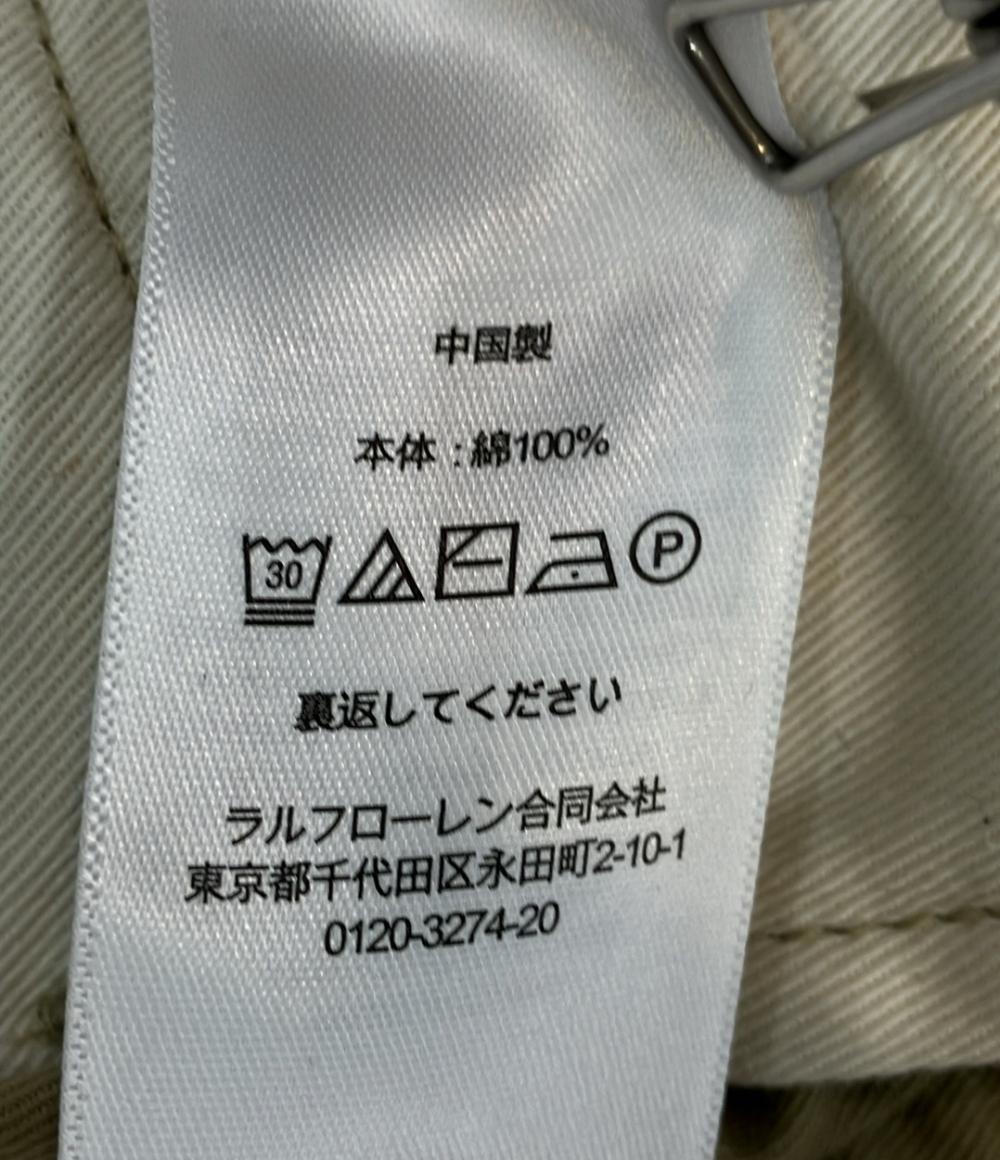 中国製
本体:綿100%
30 P
裏返してください
ラルフローレン合同会社
東京都千代田区永田町2-10-1
0120-3274-20